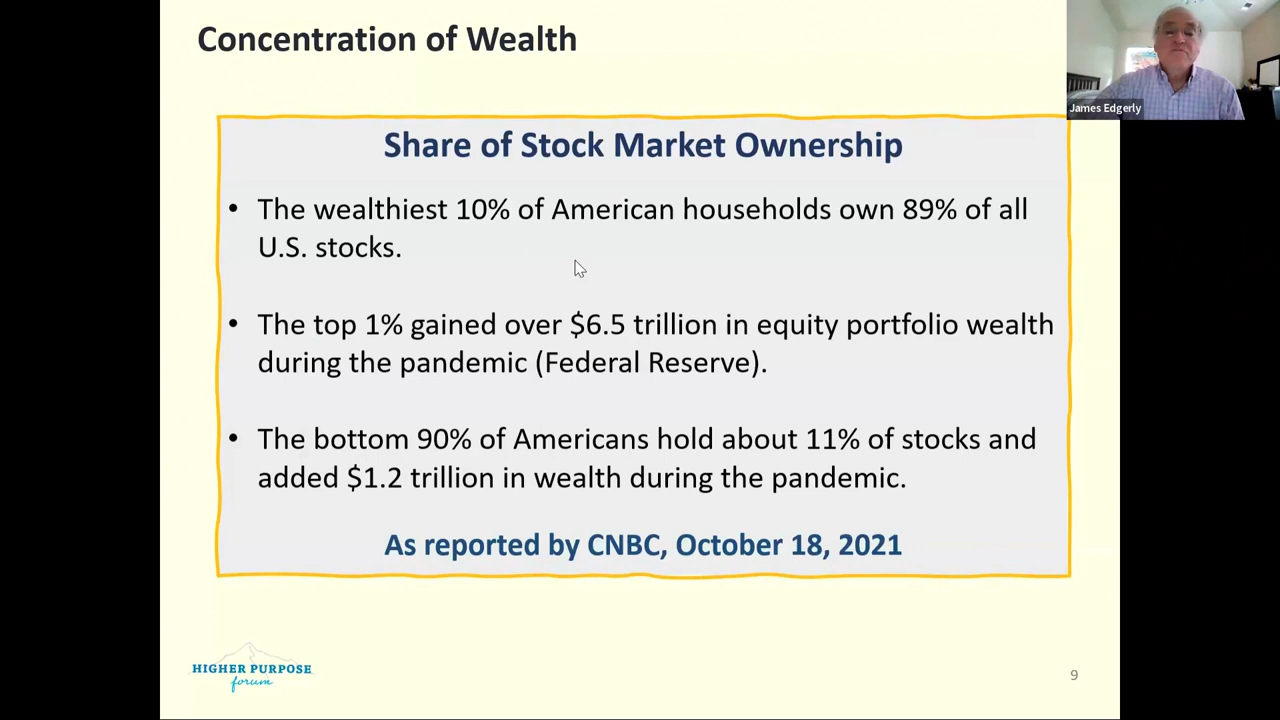 Concentration of Wealth
James Edgerly
Share of Stock Market Ownership
• The wealthiest 10% of American households own 89% of all
U.S. stocks.
• The top 1% gained over $6.5 trillion in equity portfolio wealth
during the pandemic (Federal Reserve).
• The bottom 90% of Americans hold about 11% of stocks and
added $1.2 trillion in wealth during the pandemic.
As reported by CNBC, October 18, 2021
HIGHER PURPOSE
forum
9